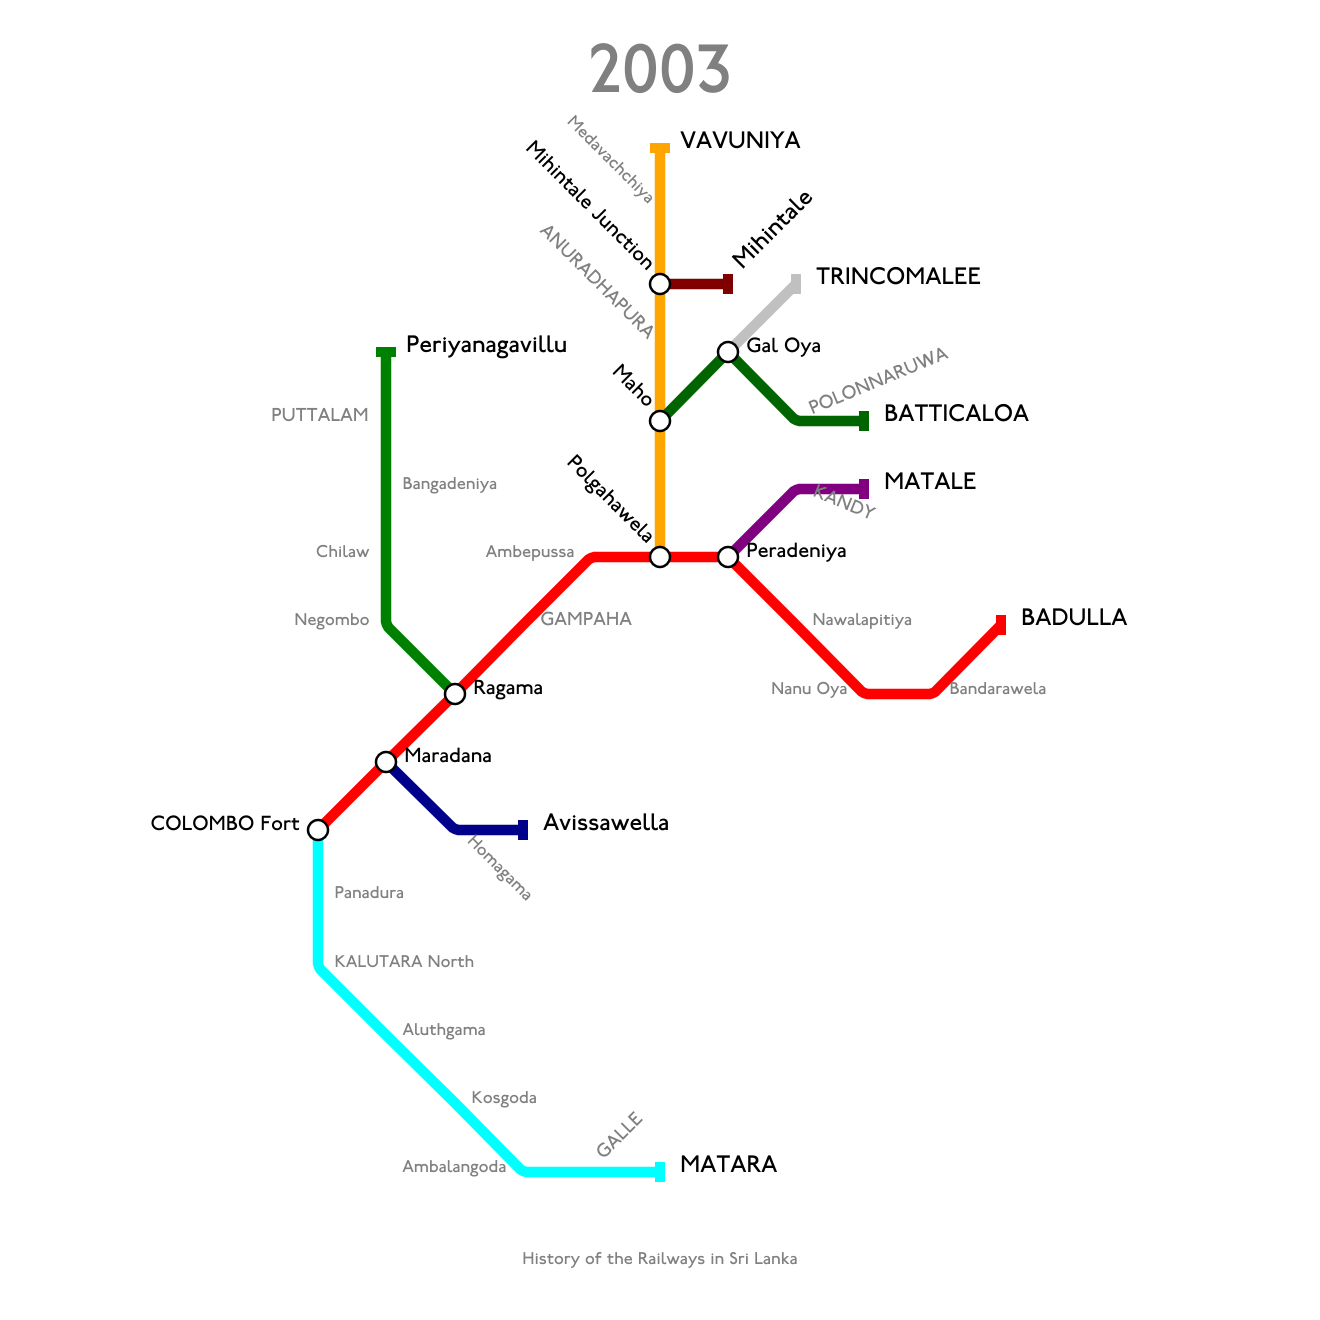 2003
Medavachchiya
VAVUNIYA
Mihintale Junction
Mihintale
ANURADHAPURA
TRINCOMALEE
Periyanagavillu
Gal Oya
Maho
POLONNARUWA
PUTTALAM
BATTICALOA
Polgahawela
Bangadeniya
MATALE
KANDY
Chilaw
Ambepussa
Peradeniya
Negombo
GAMPAHA
Nawalapitiya
BADULLA
Ragama
Nanu Oya
Bandarawela
Maradana
COLOMBO Fort
Avissawella
Homagama
Panadura
KALUTARA North
Aluthgama
Kosgoda
GALLE
Ambalangoda
MATARA
History of the Railways in Sri Lanka